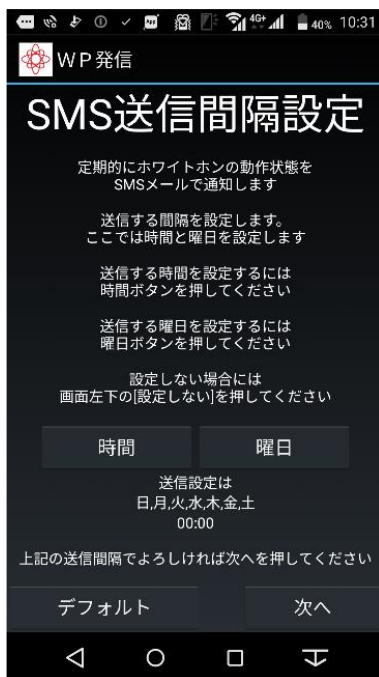 4G+ 40% 10:31
WP発信
SMS送信間隔設定
定期的にホワイトホンの動作状態を
SMSメールで通知します
送信する間隔を設定します。
ここでは時間と曜日を設定します
送信する時間を設定するには
時間ボタンを押してください
送信する曜日を設定するには
曜日ボタンを押してください
設定しない場合には
画面左下の[設定しない]を押してください
時間 曜日
送信設定は
日,月,火,水,木,金,土
00:00
上記の送信間隔でよろしければ次へを押してください
デフォルト 次へ